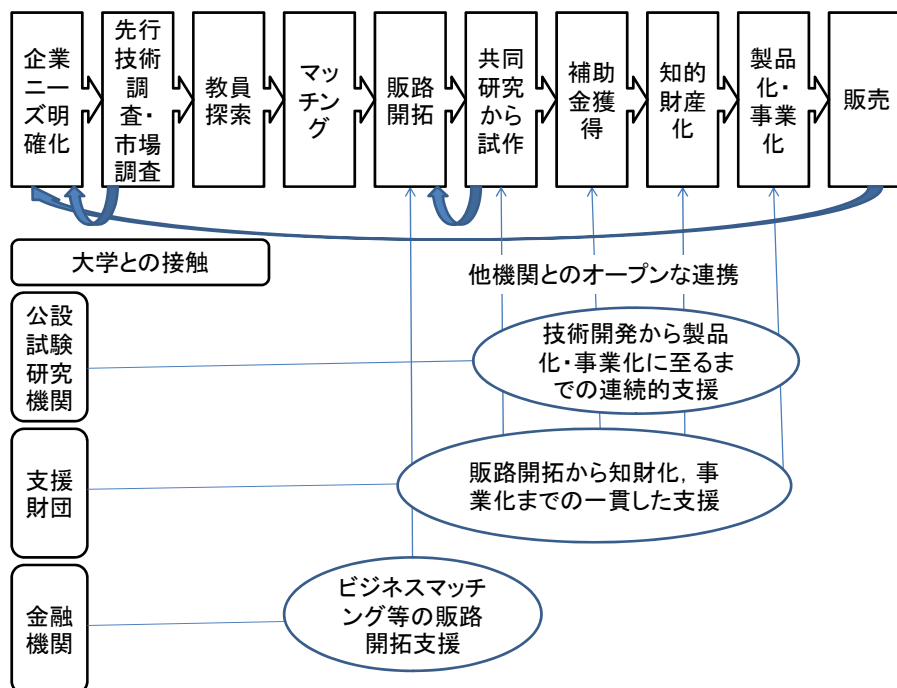 企業
ニー
ズ明
確化
先行
技術
調
査・
市場
調査
教員
探索
マッ
チン
グ
販路
開拓
共同
研究
から
試作
補助
金獲
得
知的
財産
化
製品
化・
事業
化
販売
大学との接触
他機関とのオープンな連携
公設
試験
研究
機関
技術開発から製品
化・事業化に至るま
での連続的支援
支援
財団
販路開拓から知財化，事
業化までの一貫した支援
金融
機関
ビジネスマッチ
ング等の販路
開拓支援